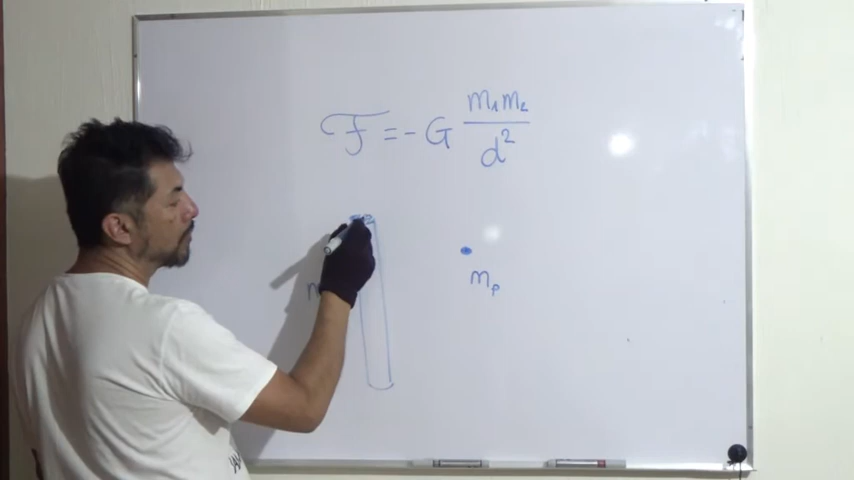 F = - G m₁m₂ / d²
m_p